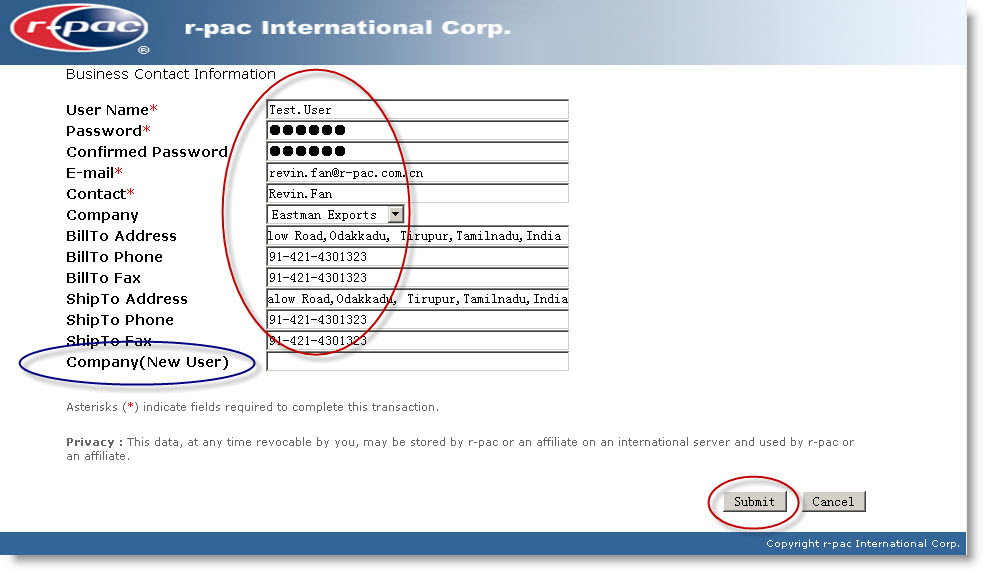 r-pac ® r-pac International Corp.
Business Contact Information
User Name* Test.User
Password* ●●●●●●
Confirmed Password ●●●●●●
E-mail* revin.fan@r-pac.com.cn
Contact* Revin.Fan
Company Eastman Exports
BillTo Address low Road,Odakkadu, Tirupur,Tamilnadu,India
BillTo Phone 91-421-4301323
BillTo Fax 91-421-4301323
ShipTo Address alow Road,Odakkadu, Tirupur,Tamilnadu,India
ShipTo Phone 91-421-4301323
ShipTo Fax 91-421-4301323
Company(New User)
Asterisks (*) indicate fields required to complete this transaction.
Privacy : This data, at any time revocable by you, may be stored by r-pac or an affiliate on an international server and used by r-pac or
an affiliate.
Submit Cancel
Copyright r-pac International Corp.